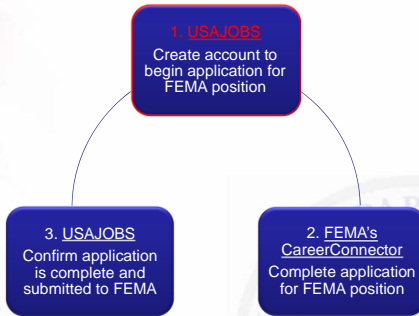 1. USAJOBS
Create account to
begin application for
FEMA position
3. USAJOBS
Confirm application
is complete and
submitted to FEMA
2. FEMA's
CareerConnector
Complete application
for FEMA position